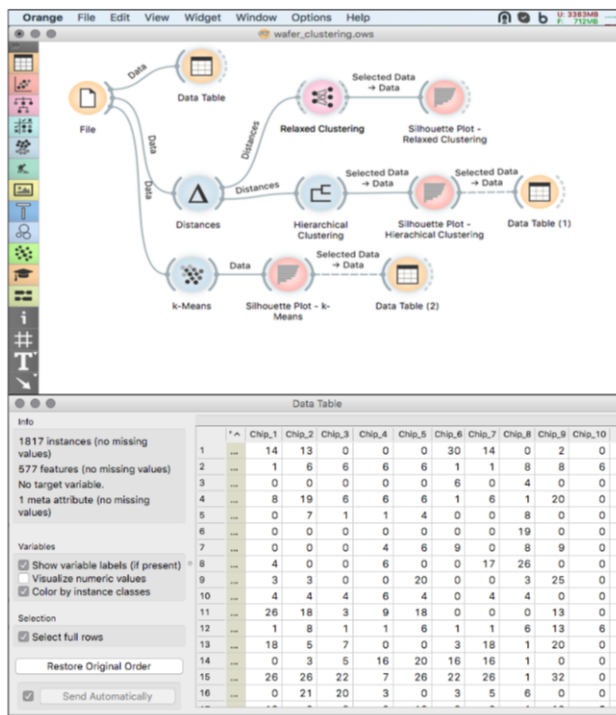 Orange File Edit View Widget Window Options Help
U: 3383MB
F: 712MB
wafer_clustering.ows
Data
Data Table
File
Data
Data
Distances
Relaxed Clustering
Selected Data
→ Data
Silhouette Plot -
Relaxed Clustering
Distances
Distances
Hierarchical
Clustering
Selected Data
→ Data
Silhouette Plot -
Hierachical Clustering
Selected Data
→ Data
Data Table (1)
k-Means
Data
Silhouette Plot - k-
Means
Selected Data
→ Data
Data Table (2)
Data Table
Info
1817 instances (no missing
values)
577 features (no missing values)
No target variable.
1 meta attribute (no missing
values)
Variables
Show variable labels (if present)
Visualize numeric values
Color by instance classes
Selection
Select full rows
Restore Original Order
Send Automatically
Chip_1 Chip_2 Chip_3 Chip_4 Chip_5 Chip_6 Chip_7 Chip_8 Chip_9 Chip_10
1 ... 14 13 0 0 0 30 14 0 2 0
2 ... 1 6 6 6 6 1 1 8 8 6
3 ... 0 0 0 0 0 6 0 4 0 0
4 ... 8 19 6 6 6 1 6 1 20 0
5 ... 0 7 1 1 4 0 0 8 0 0
6 ... 0 0 0 0 0 0 0 19 0 0
7 ... 0 0 0 4 6 9 0 8 9 0
8 ... 4 0 0 6 0 0 17 26 0 0
9 ... 3 3 0 0 20 0 0 3 25 0
10 ... 4 4 4 6 4 0 4 4 0 0
11 ... 26 18 3 9 18 0 0 0 13 0
12 ... 1 8 1 1 6 1 1 6 13 6
13 ... 18 5 7 0 0 3 18 1 20 0
14 ... 0 3 5 16 20 16 16 1 0 0
15 ... 26 26 22 7 26 22 26 1 32 0
16 ... 0 21 20 3 0 3 5 6 0 0